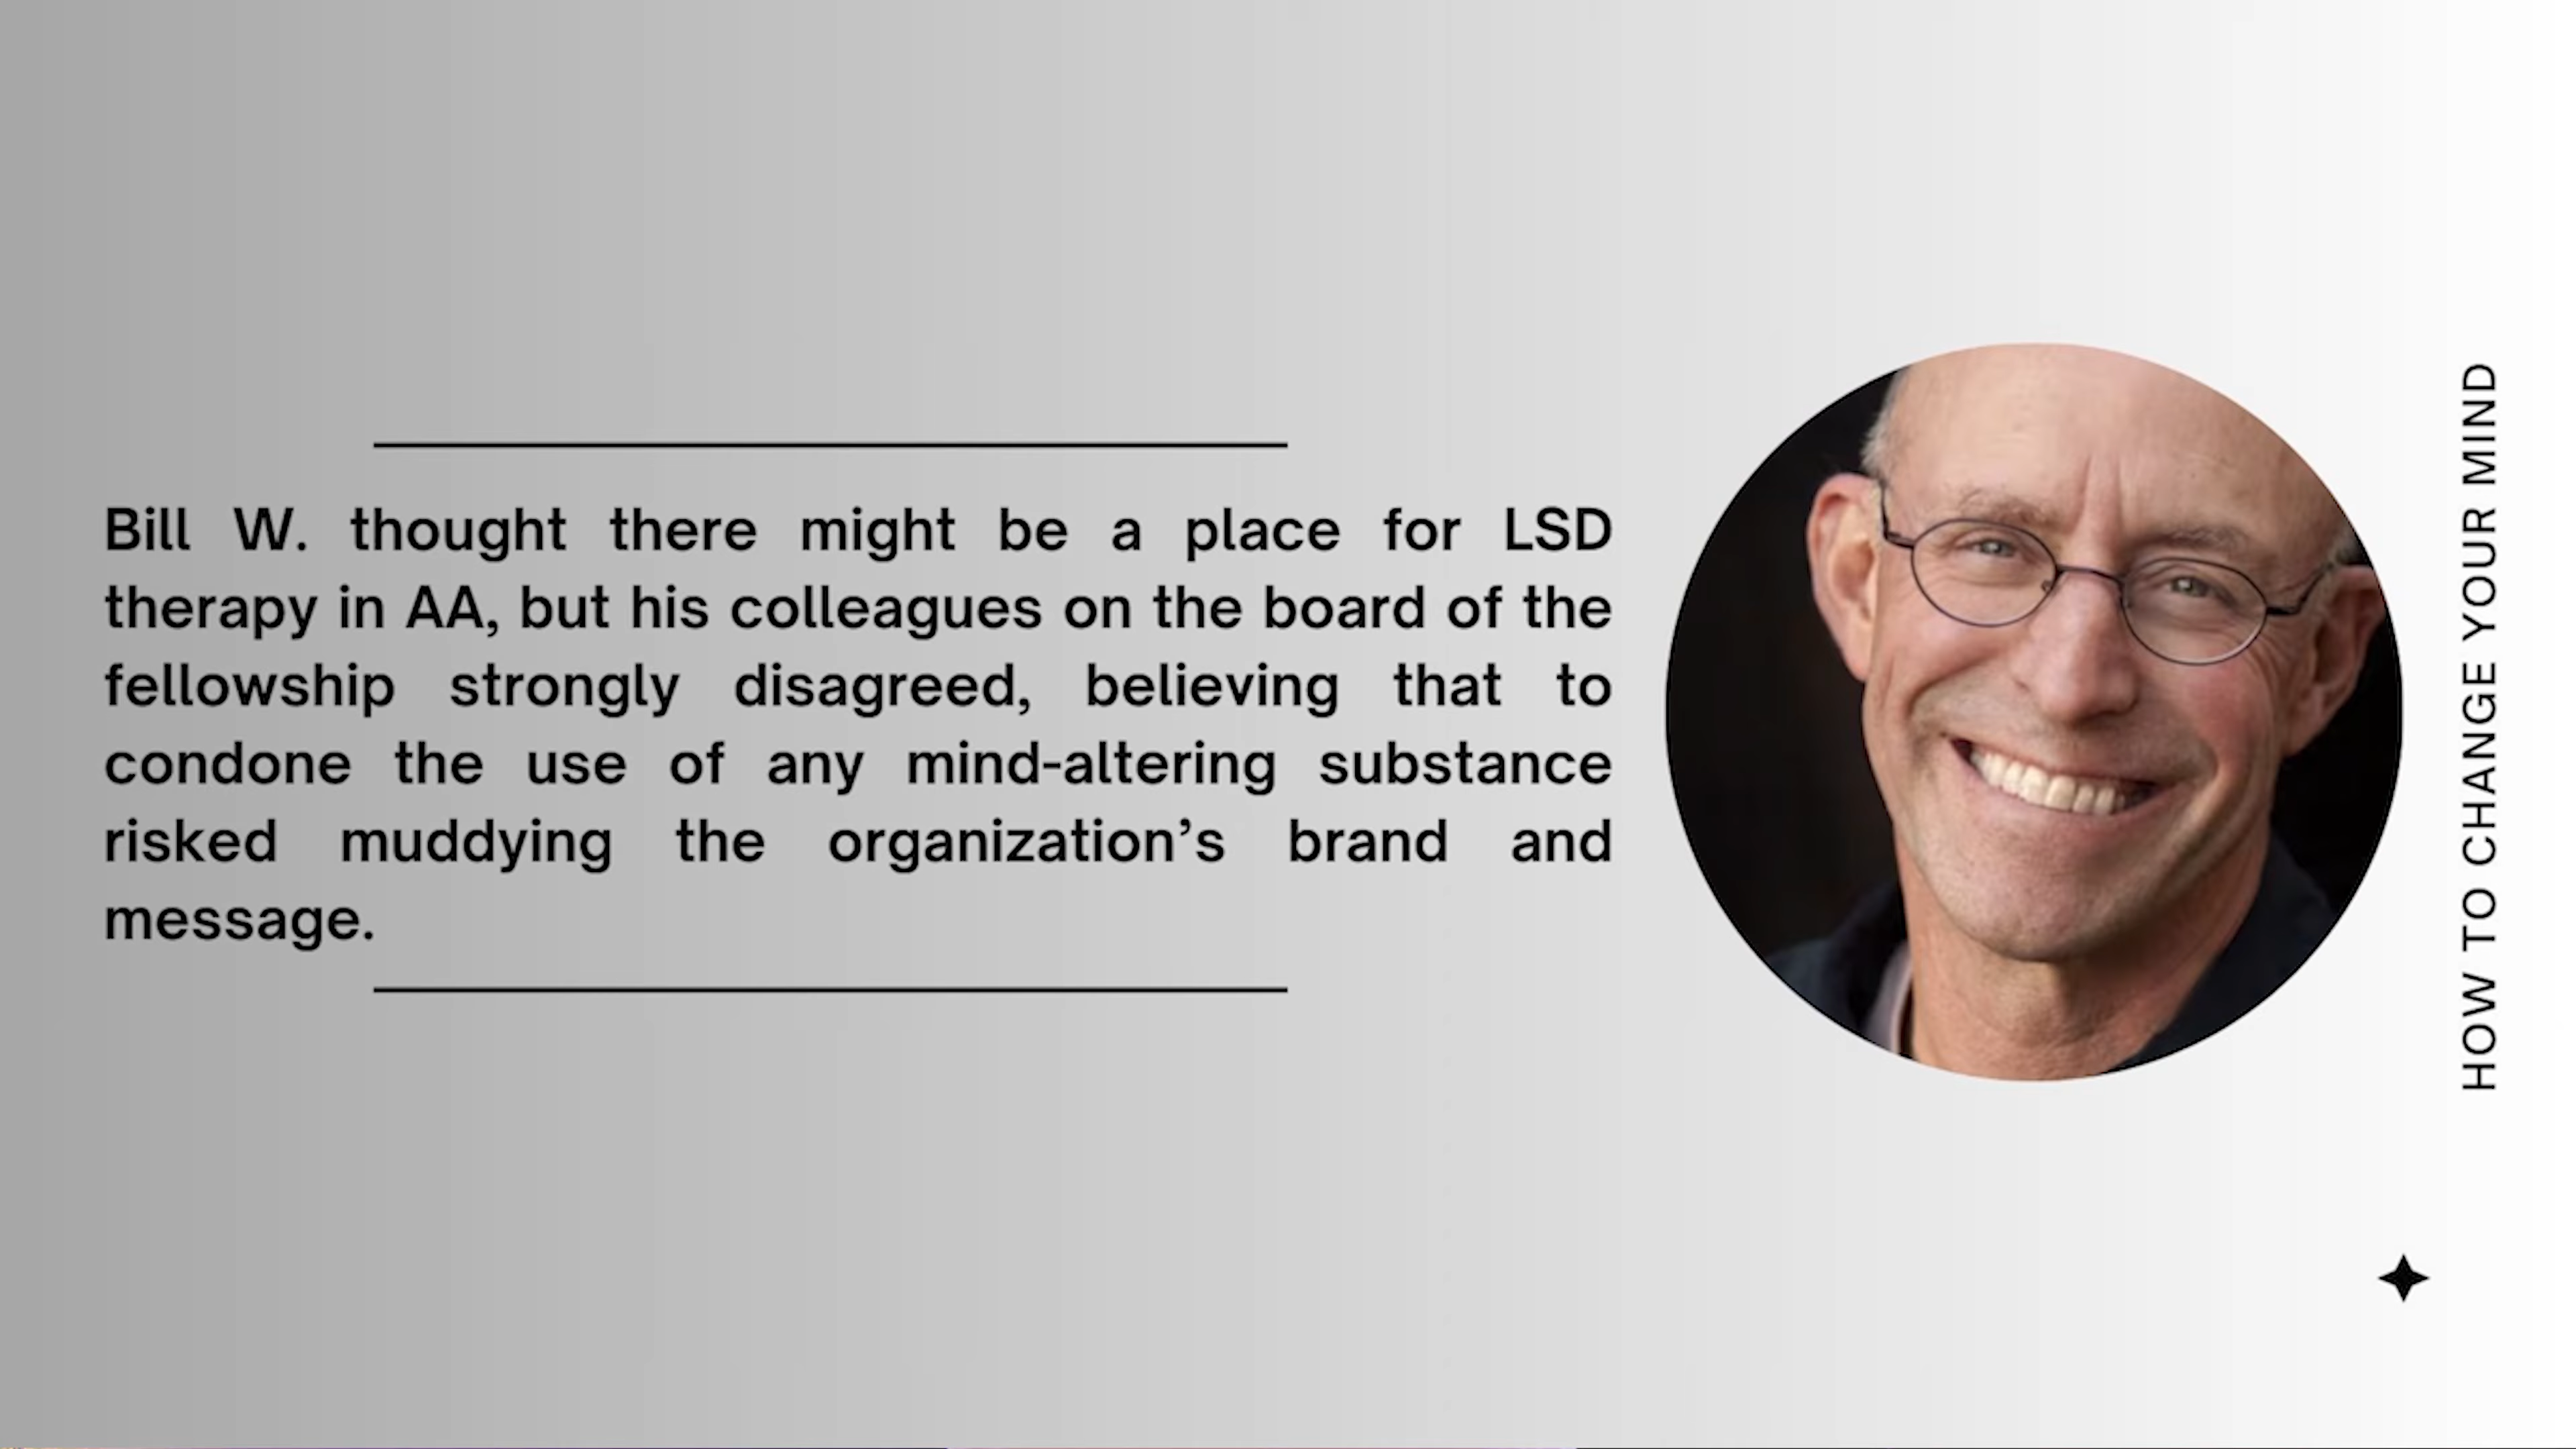 Bill W. thought there might be a place for LSD
therapy in AA, but his colleagues on the board of the
fellowship strongly disagreed, believing that to
condone the use of any mind-altering substance
risked muddying the organization’s brand and
message.
HOW TO CHANGE YOUR MIND